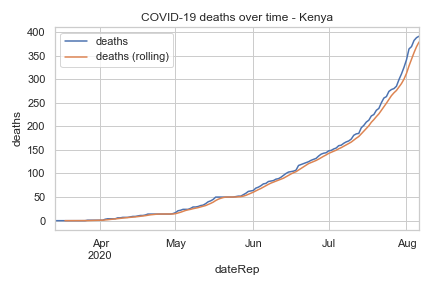 COVID-19 deaths over time - Kenya
400
350
300
250
200
150
100
50
0
deaths
deaths
deaths (rolling)
Apr
2020
May
Jun
Jul
Aug
dateRep